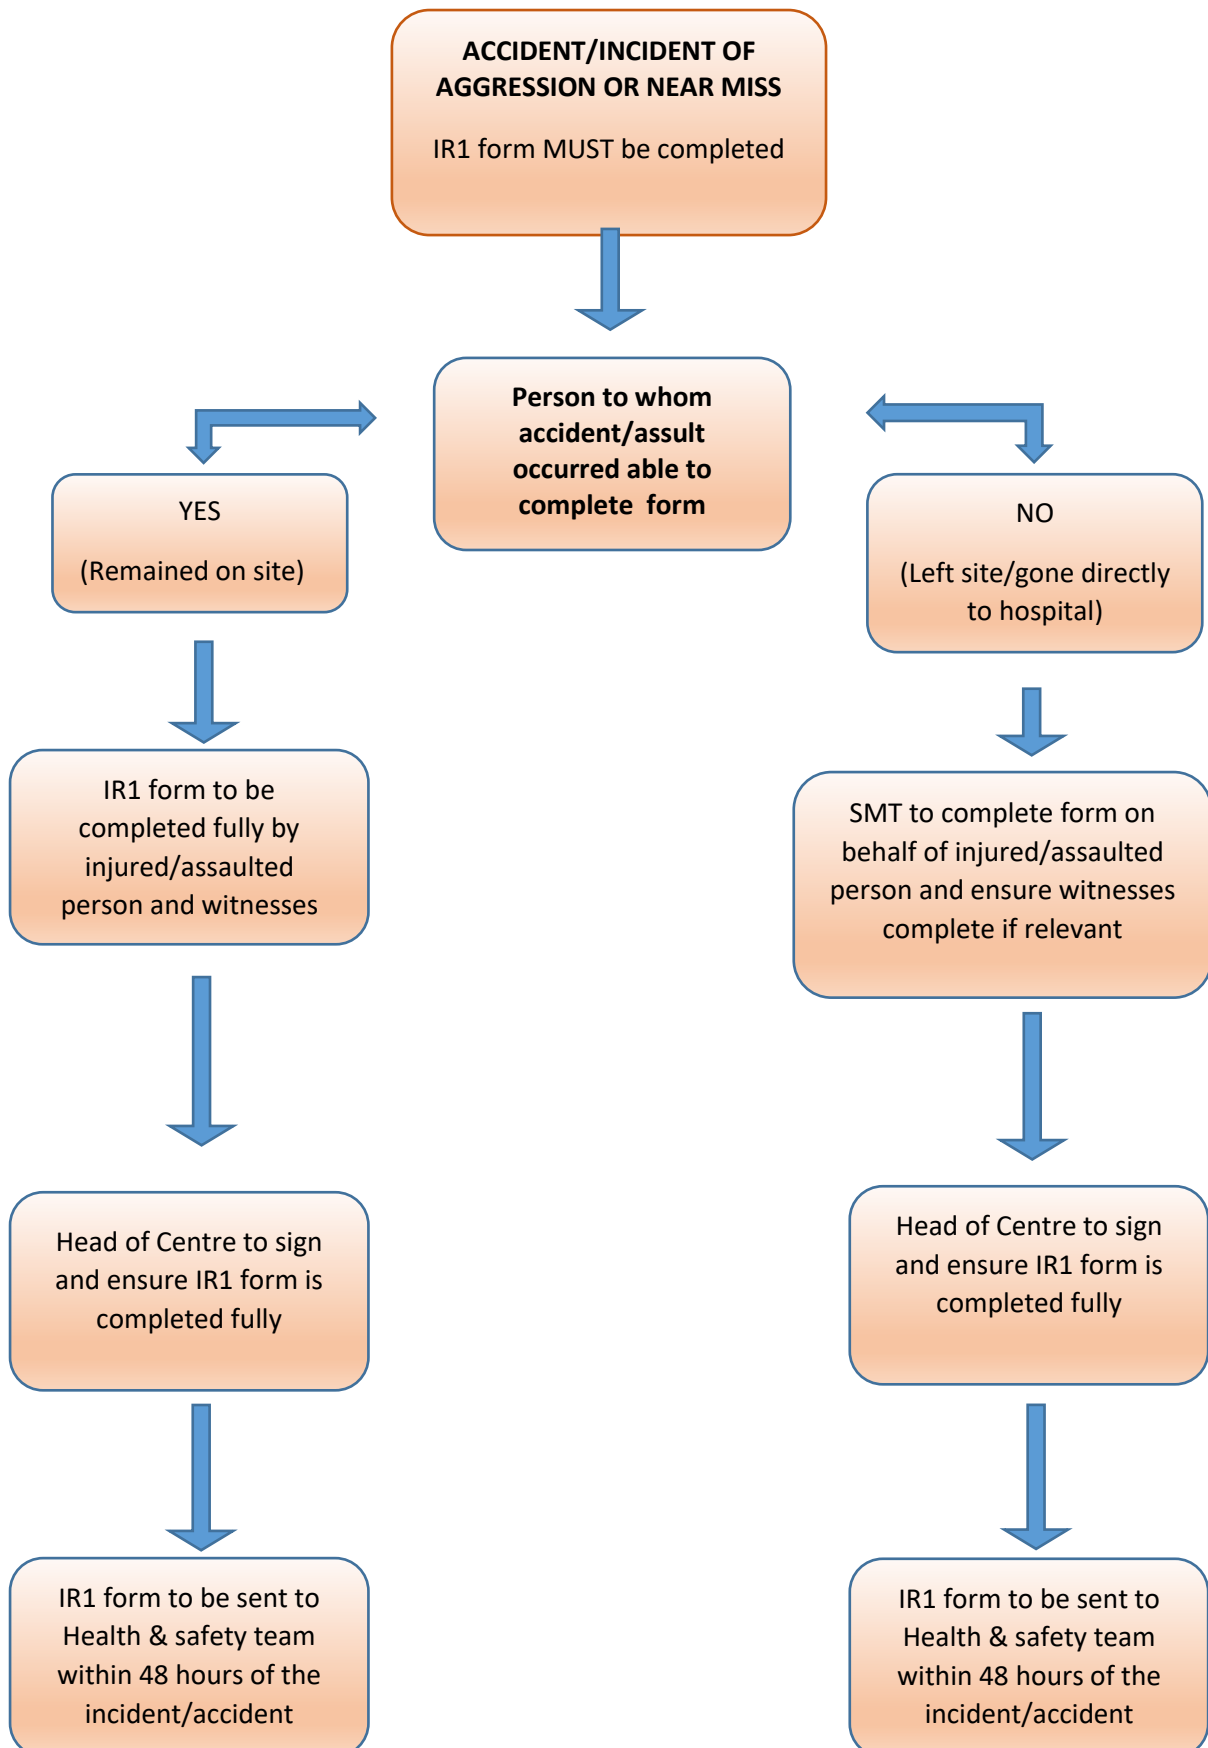 ACCIDENT/INCIDENT OF
AGGRESSION OR NEAR MISS
IR1 form MUST be completed
Person to whom
accident/assult
occurred able to
complete form
YES
(Remained on site)
NO
(Left site/gone directly
to hospital)
IR1 form to be
completed fully by
injured/assaulted
person and witnesses
SMT to complete form on
behalf of injured/assaulted
person and ensure witnesses
complete if relevant
Head of Centre to sign
and ensure IR1 form is
completed fully
Head of Centre to sign
and ensure IR1 form is
completed fully
IR1 form to be sent to
Health & safety team
within 48 hours of the
incident/accident
IR1 form to be sent to
Health & safety team
within 48 hours of the
incident/accident